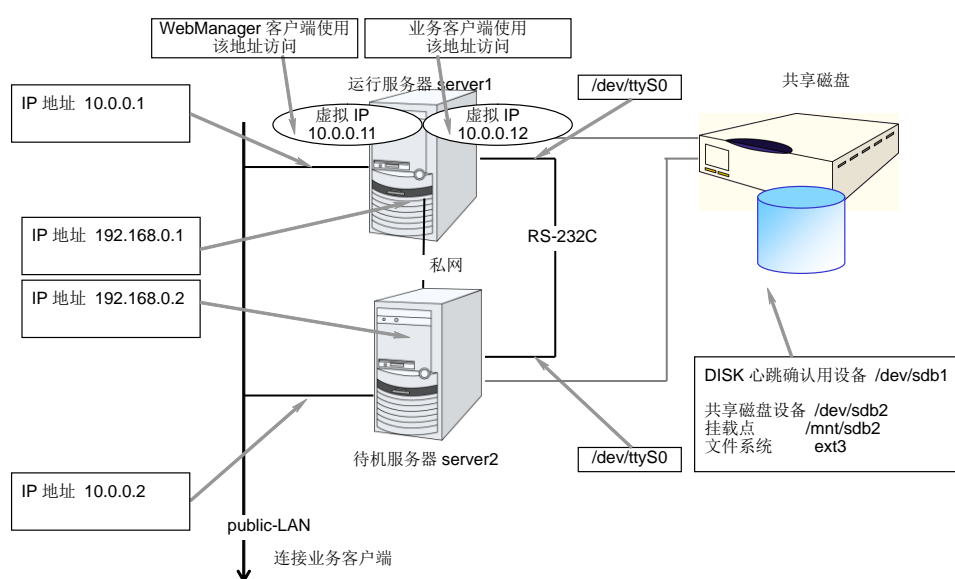 WebManager 客户端使用
该地址访问
业务客户端使用
该地址访问
运行服务器 server1
/dev/ttyS0
共享磁盘
IP 地址 10.0.0.1
虚拟 IP
10.0.0.11
虚拟 IP
10.0.0.12
IP 地址 192.168.0.1
RS-232C
私网
IP 地址 192.168.0.2
DISK 心跳确认用设备 /dev/sdb1
共享磁盘设备 /dev/sdb2
挂载点 /mnt/sdb2
文件系统 ext3
待机服务器 server2
/dev/ttyS0
IP 地址 10.0.0.2
public-LAN
连接业务客户端